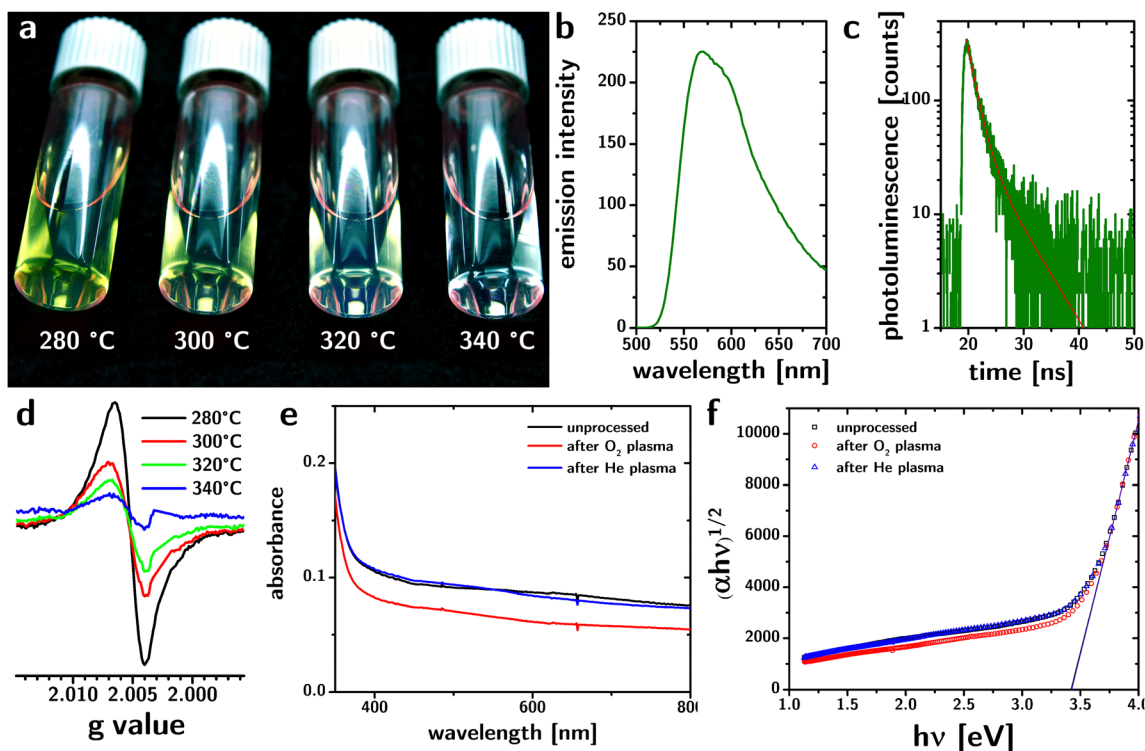 a
280 °C 300 °C 320 °C 340 °C
b
emission intensity
250
200
150
100
50
0
500 550 600 650 700
wavelength [nm]
c
photoluminescence [counts]
100
10
1
20 30 40 50
time [ns]
d
280°C
300°C
320°C
340°C
2.010 2.005 2.000
g value
e
unprocessed
after O₂ plasma
after He plasma
absorbance
0.2
0.1
0.0
400 600 800
wavelength [nm]
f
unprocessed
after O₂ plasma
after He plasma
(αhν)^1/2
10000
8000
6000
4000
2000
0
1.0 1.5 2.0 2.5 3.0 3.5 4.0
hν [eV]